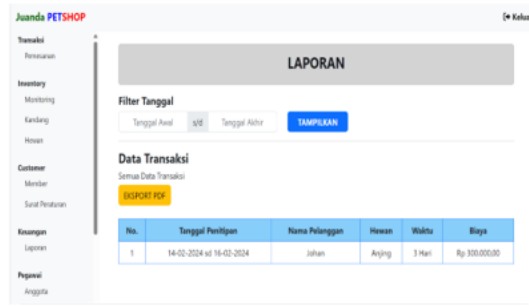 Juanda PETSHOP
Keluar
Transaksi
Pemesanan
Inventory
Monitoring
Kandang
Hewan
Customer
Member
Surat Peraturan
Keuangan
Laporan
Pegawai
Anggota
LAPORAN
Filter Tanggal
Tanggal Awal s/d Tanggal Akhir TAMPILKAN
Data Transaksi
Semua Data Transaksi
EKSPORT PDF
No. Tanggal Penitipan Nama Pelanggan Hewan Waktu Biaya
1 14-02-2024 sd 16-02-2024 Johan Anjing 3 Hari Rp 300.000,00